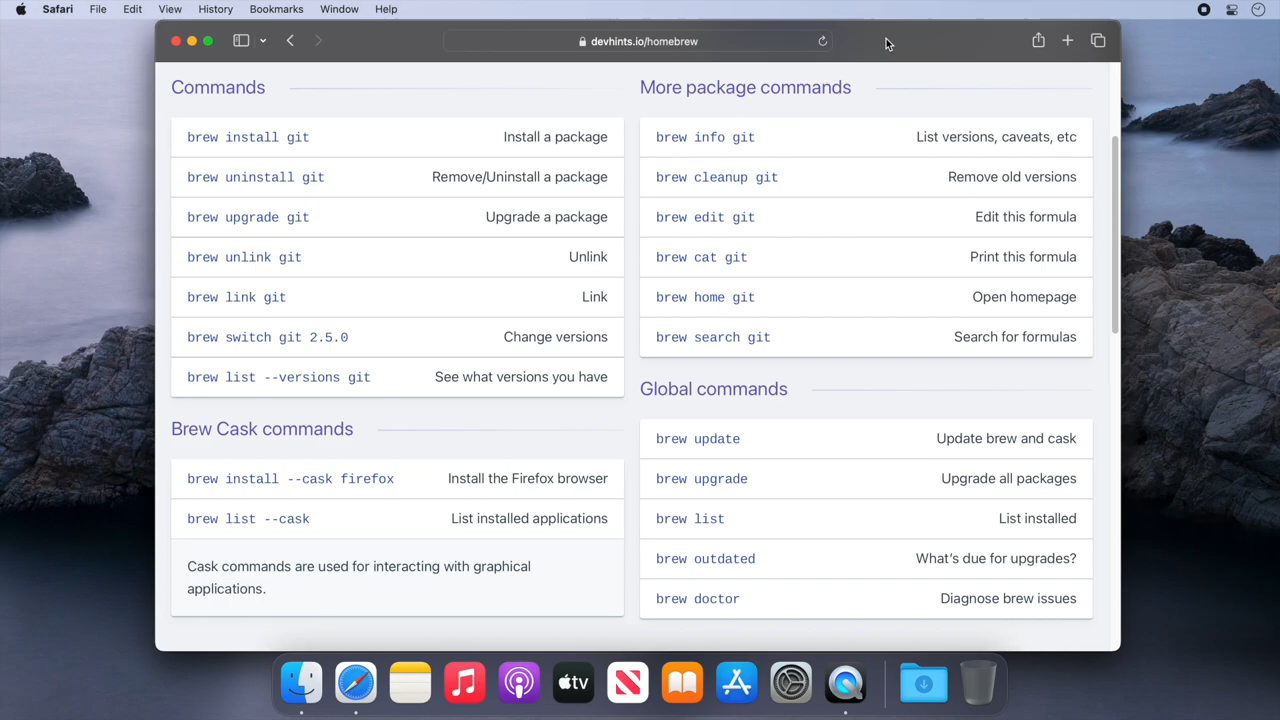 Safari File Edit View History Bookmarks Window Help
devhints.io/homebrew
Commands
brew install git Install a package
brew uninstall git Remove/Uninstall a package
brew upgrade git Upgrade a package
brew unlink git Unlink
brew link git Link
brew switch git 2.5.0 Change versions
brew list --versions git See what versions you have
Brew Cask commands
brew install --cask firefox Install the Firefox browser
brew list --cask List installed applications
Cask commands are used for interacting with graphical
applications.
More package commands
brew info git List versions, caveats, etc
brew cleanup git Remove old versions
brew edit git Edit this formula
brew cat git Print this formula
brew home git Open homepage
brew search git Search for formulas
Global commands
brew update Update brew and cask
brew upgrade Upgrade all packages
brew list List installed
brew outdated What’s due for upgrades?
brew doctor Diagnose brew issues
tv